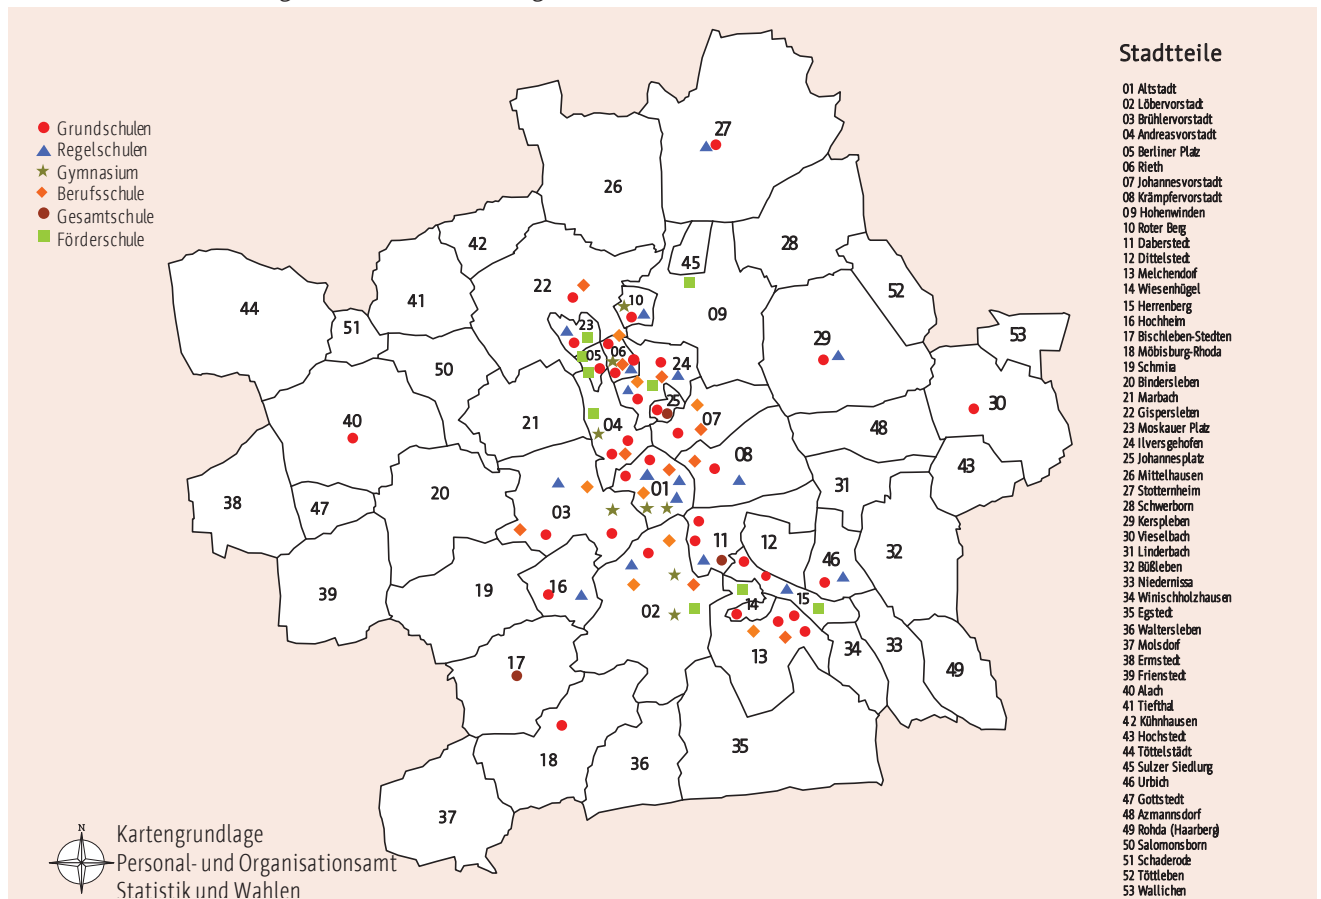 Stadtteile
01 Altstadt
02 Löbervorstadt
03 Brühlervorstadt
04 Andreasvorstadt
05 Berliner Platz
06 Rieth
07 Johannesvorstadt
08 Krämpfervorstadt
09 Hohenwinden
10 Roter Berg
11 Daberstedt
12 Dittelstedt
13 Melchendorf
14 Wiesenhügel
15 Herrenberg
16 Hochheim
17 Bischleben-Stedten
18 Möbisburg-Rhoda
19 Schmira
20 Bindersleben
21 Marbach
22 Gispersleben
23 Moskauer Platz
24 Ilversgehofen
25 Johannesplatz
26 Mittelhausen
27 Stotternheim
28 Schwerborn
29 Kerspleben
30 Vieselbach
31 Linderbach
32 Büßleben
33 Niedernissa
34 Winischholzhausen
35 Egstedt
36 Waltersleben
37 Molsdorf
38 Ermstedt
39 Frienstedt
40 Alach
41 Tiefthal
42 Kühnhausen
43 Hochstedt
44 Töttelstädt
45 Sulzer Siedlung
46 Urbich
47 Gottstedt
48 Azmannsdorf
49 Rohda (Haarberg)
50 Salomonsborn
51 Schaderode
52 Töttleben
53 Wallichen
Grundschulen
Regelschulen
Gymnasium
Berufsschule
Gesamtschule
Förderschule
27
26
42
28
45
22
10
41
44
52
09
51
23
53
29
05
06
24
50
25
30
40
21
04
07
48
08
43
01
31
20
38
47
03
11
12
32
46
16
19
39
15
14
02
33
34
13
17
49
35
18
36
37
N
Kartengrundlage
Personal- und Organisationsamt
Statistik und Wahlen